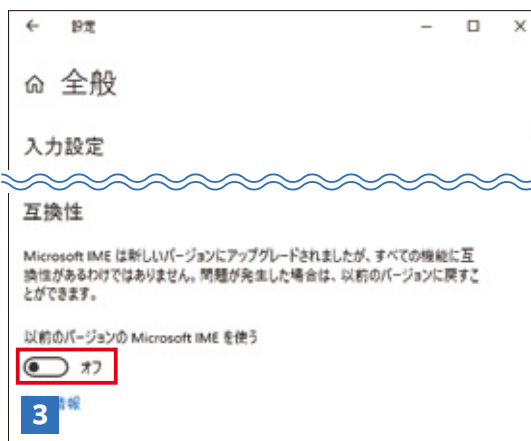 設定
全般
入力設定
互換性
Microsoft IME は新しいバージョンにアップグレードされましたが、すべての機能に互
換性があるわけではありません。問題が発生した場合は、以前のバージョンに戻すこ
とができます。
以前のバージョンの Microsoft IME を使う
オフ
3
情報